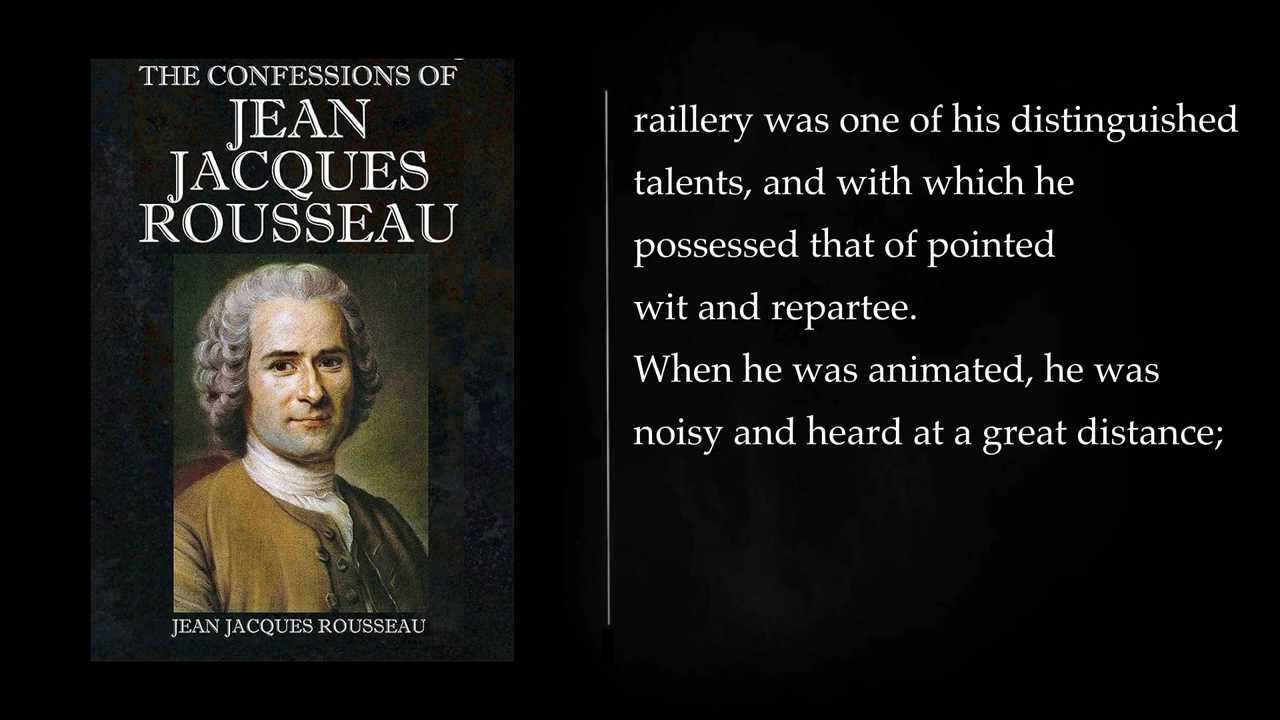 THE CONFESSIONS OF
JEAN
JACQUES
ROUSSEAU
JEAN JACQUES ROUSSEAU
raillery was one of his distinguished
talents, and with which he
possessed that of pointed
wit and repartee.
When he was animated, he was
noisy and heard at a great distance;